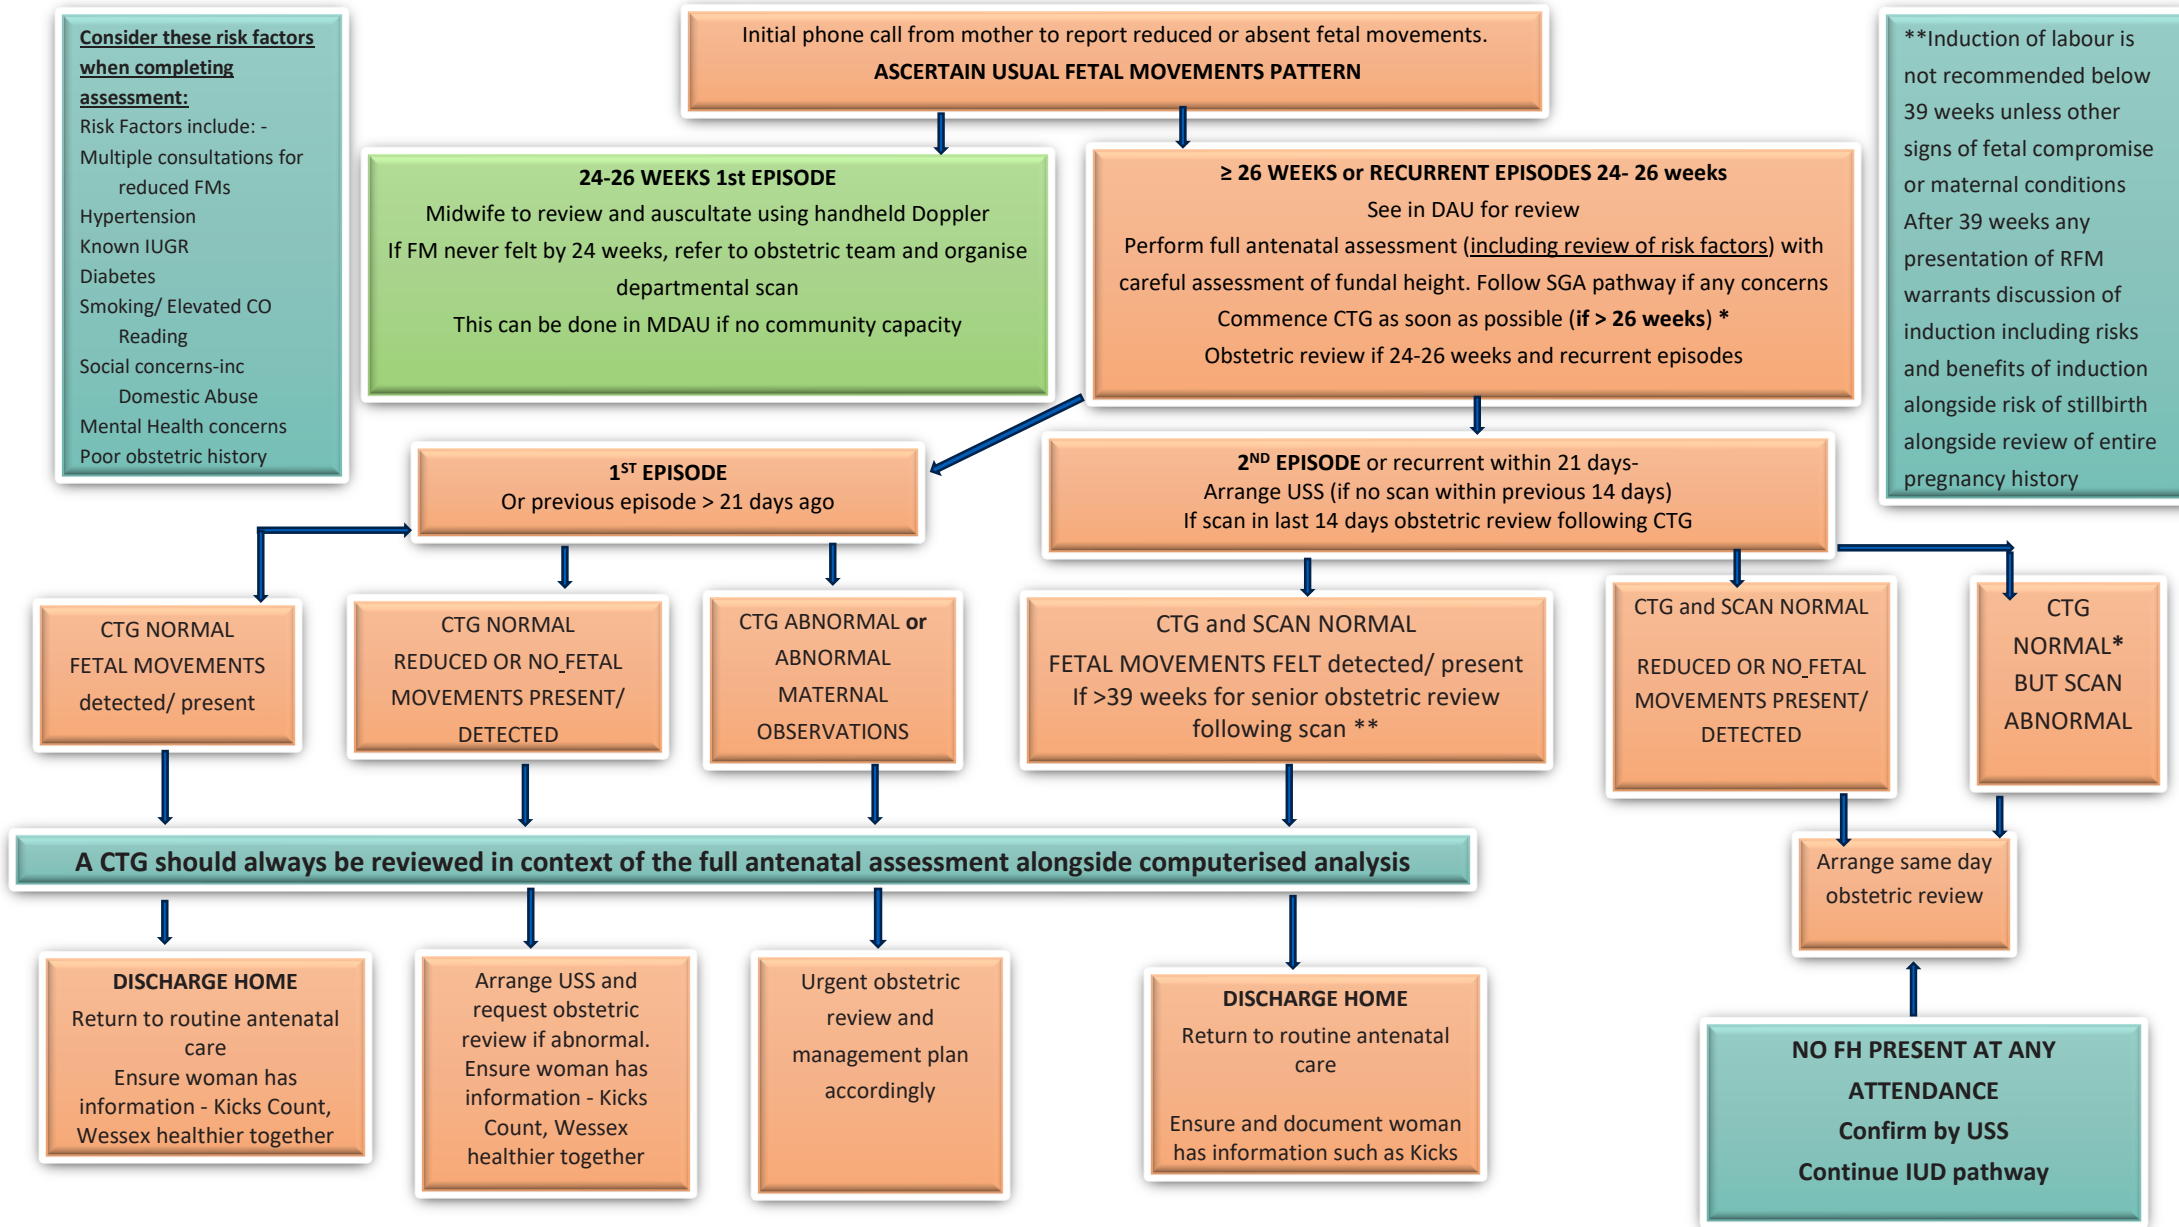 Consider these risk factors
when completing
assessment:
Risk Factors include: -
Multiple consultations for
reduced FMs
Hypertension
Known IUGR
Diabetes
Smoking/ Elevated CO
Reading
Social concerns-inc
Domestic Abuse
Mental Health concerns
Poor obstetric history
Initial phone call from mother to report reduced or absent fetal movements.
ASCERTAIN USUAL FETAL MOVEMENTS PATTERN
**Induction of labour is
not recommended below
39 weeks unless other
signs of fetal compromise
or maternal conditions
After 39 weeks any
presentation of RFM
warrants discussion of
induction including risks
and benefits of induction
alongside risk of stillbirth
alongside review of entire
pregnancy history
24-26 WEEKS 1st EPISODE
Midwife to review and auscultate using handheld Doppler
If FM never felt by 24 weeks, refer to obstetric team and organise
departmental scan
This can be done in MDAU if no community capacity
≥ 26 WEEKS or RECURRENT EPISODES 24- 26 weeks
See in DAU for review
Perform full antenatal assessment (including review of risk factors) with
careful assessment of fundal height. Follow SGA pathway if any concerns
Commence CTG as soon as possible (if > 26 weeks) *
Obstetric review if 24-26 weeks and recurrent episodes
1ST EPISODE
Or previous episode > 21 days ago
2ND EPISODE or recurrent within 21 days-
Arrange USS (if no scan within previous 14 days)
If scan in last 14 days obstetric review following CTG
CTG NORMAL
FETAL MOVEMENTS
detected/ present
CTG NORMAL
REDUCED OR NO FETAL
MOVEMENTS PRESENT/
DETECTED
CTG ABNORMAL or
ABNORMAL
MATERNAL
OBSERVATIONS
CTG and SCAN NORMAL
FETAL MOVEMENTS FELT detected/ present
If >39 weeks for senior obstetric review
following scan **
CTG and SCAN NORMAL
REDUCED OR NO FETAL
MOVEMENTS PRESENT/
DETECTED
CTG
NORMAL*
BUT SCAN
ABNORMAL
A CTG should always be reviewed in context of the full antenatal assessment alongside computerised analysis
Arrange same day
obstetric review
DISCHARGE HOME
Return to routine antenatal
care
Ensure woman has
information - Kicks Count,
Wessex healthier together
Arrange USS and
request obstetric
review if abnormal.
Ensure woman has
information - Kicks
Count, Wessex
healthier together
Urgent obstetric
review and
management plan
accordingly
DISCHARGE HOME
Return to routine antenatal
care
Ensure and document woman
has information such as Kicks
NO FH PRESENT AT ANY
ATTENDANCE
Confirm by USS
Continue IUD pathway